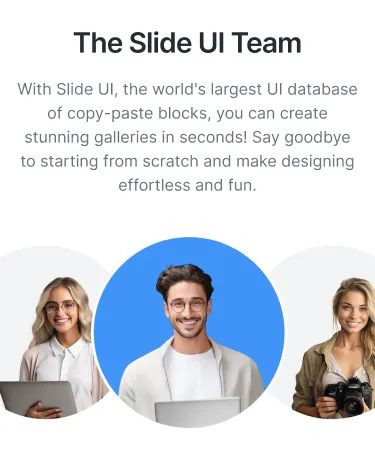 The Slide UI Team
With Slide UI, the world's largest UI database
of copy-paste blocks, you can create
stunning galleries in seconds! Say goodbye
to starting from scratch and make designing
effortless and fun.